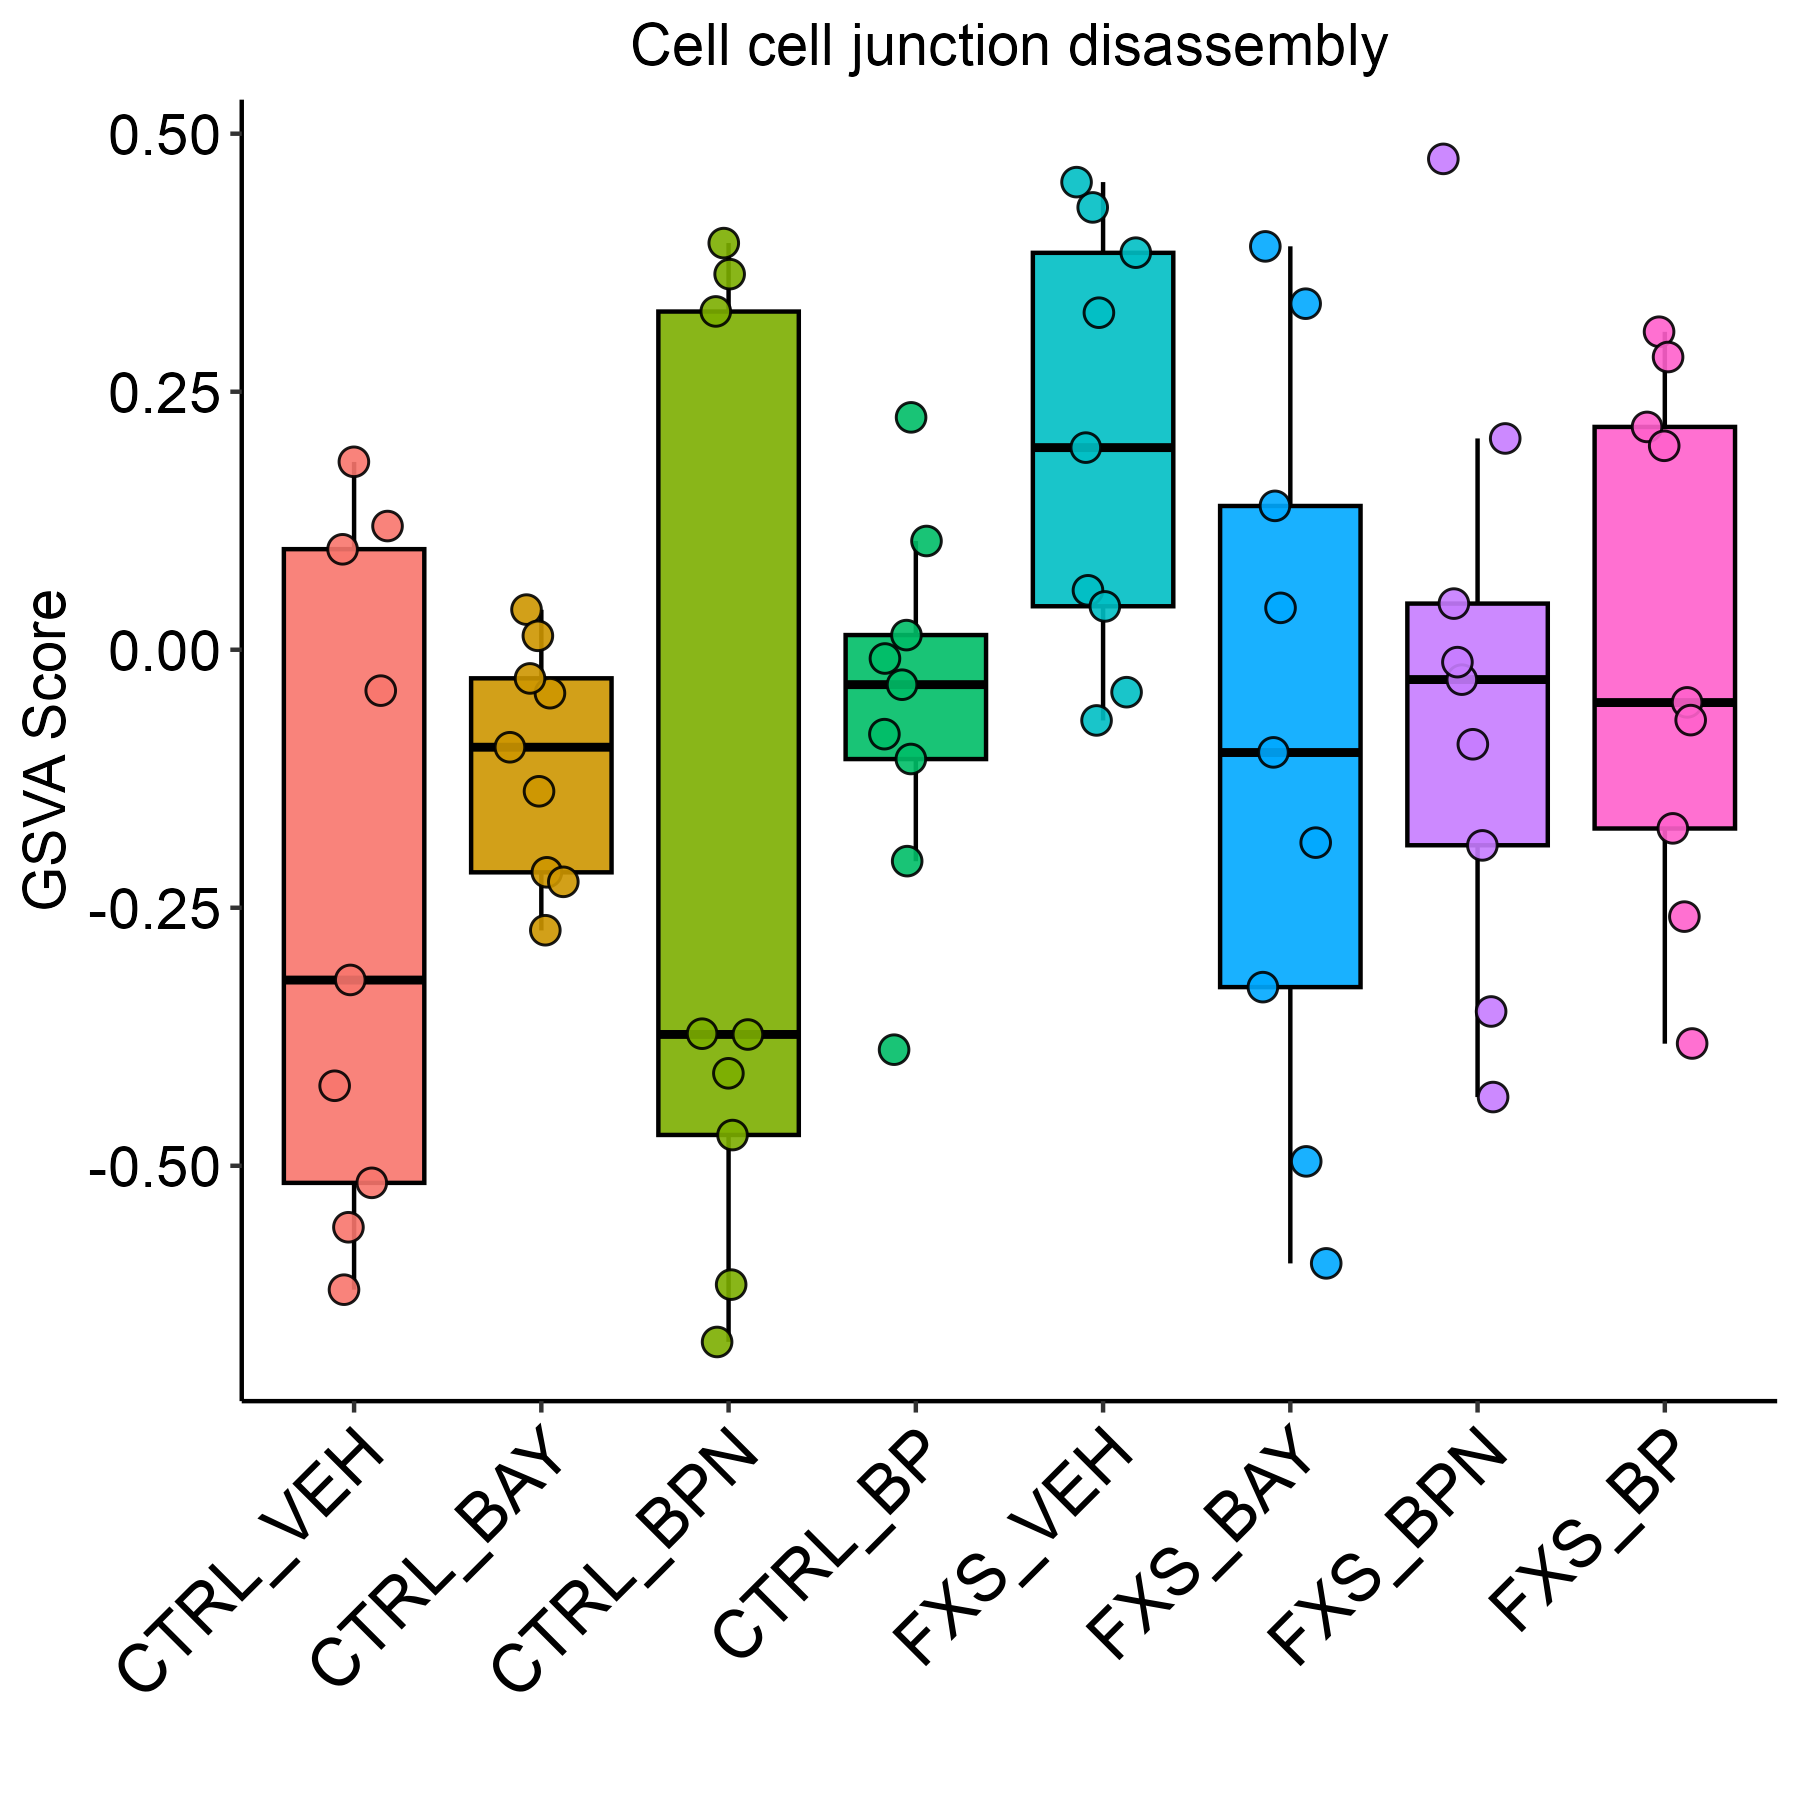 Cell cell junction disassembly
GSVA Score
0.50
0.25
0.00
-0.25
-0.50
CTRL_VEH
CTRL_BAY
CTRL_BPN
CTRL_BP
FXS_VEH
FXS_BAY
FXS_BPN
FXS_BP